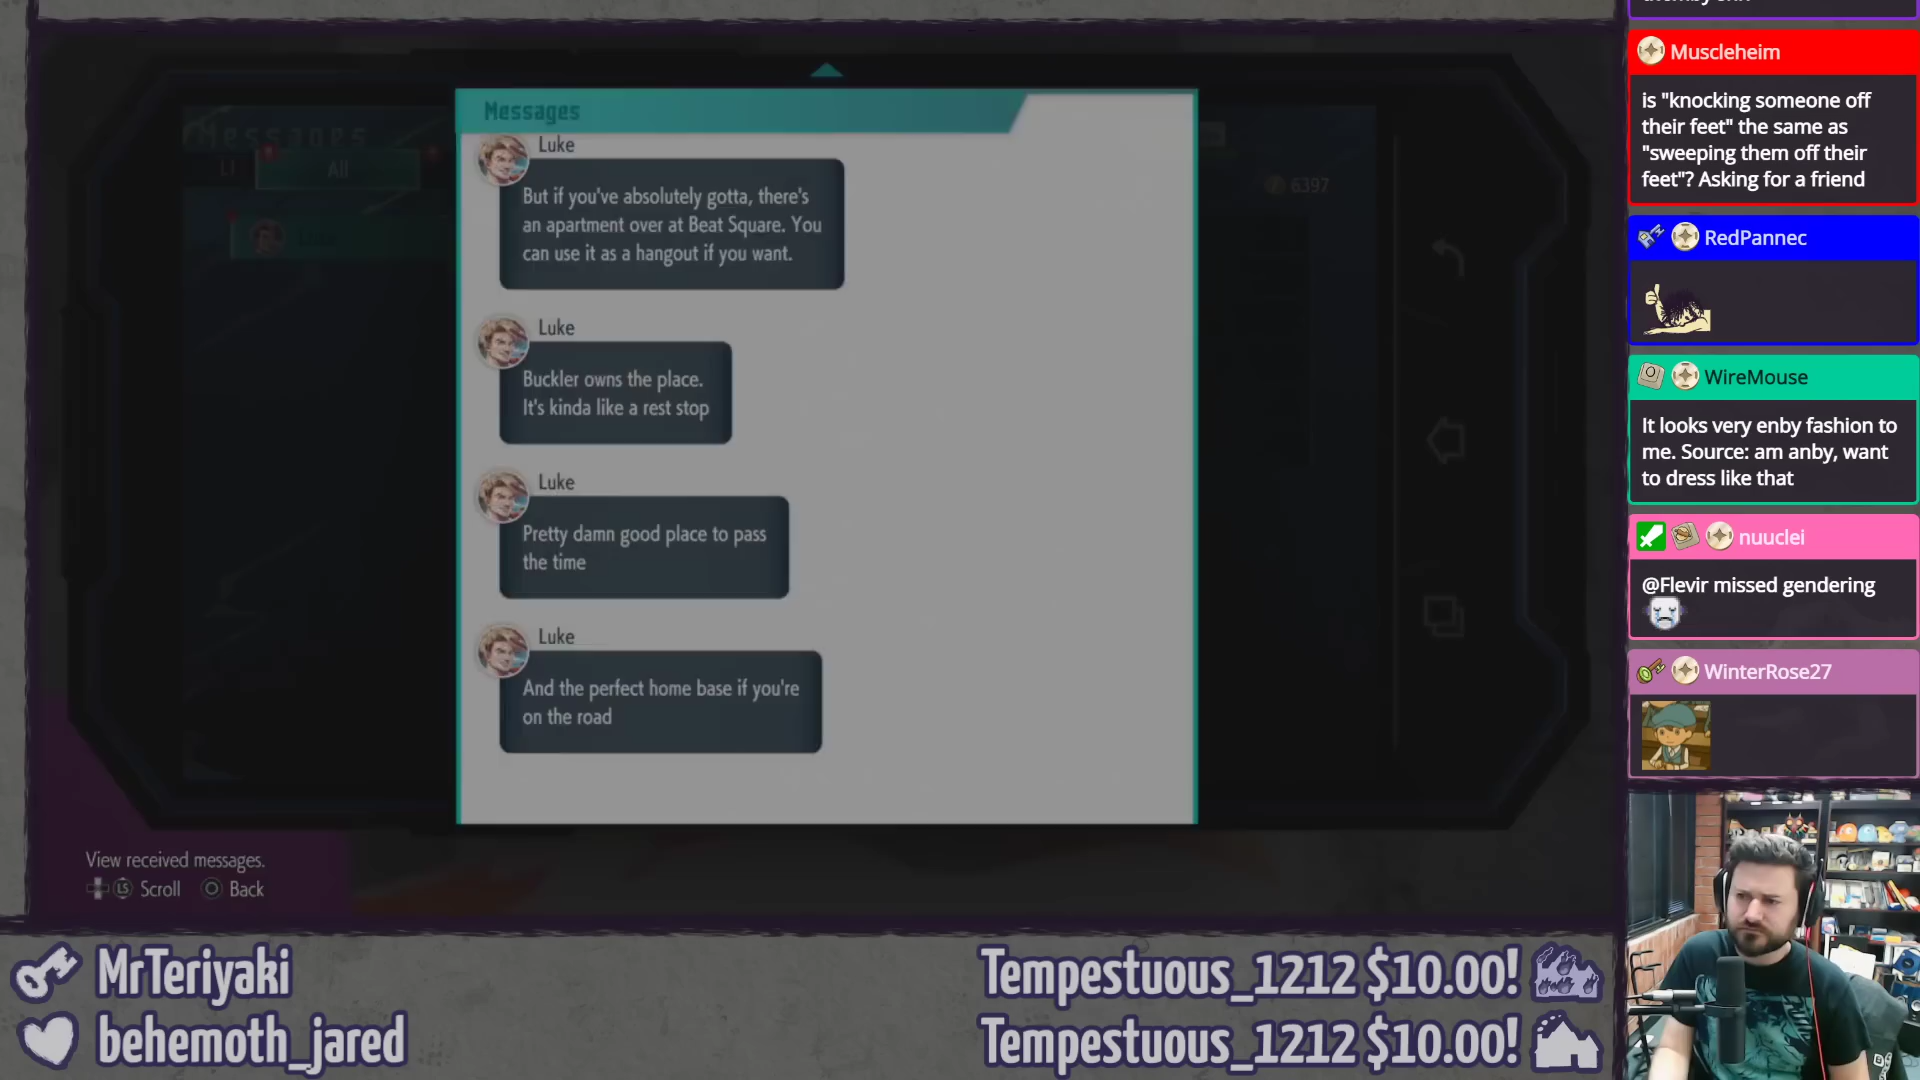 Messages
All
L1
6397
Messages
Luke
But if you've absolutely gotta, there's
an apartment over at Beat Square. You
can use it as a hangout if you want.
Luke
Buckler owns the place.
It's kinda like a rest stop
Luke
Pretty damn good place to pass
the time
Luke
And the perfect home base if you're
on the road
View received messages.
LS Scroll Back
Muscleheim
is "knocking someone off
their feet" the same as
"sweeping them off their
feet"? Asking for a friend
RedPannec
WireMouse
It looks very enby fashion to
me. Source: am anby, want
to dress like that
nuuclei
@Flevir missed gendering
WinterRose27
MrTeriyaki
behemoth_jared
Tempestuous_1212 $10.00!
Tempestuous_1212 $10.00!